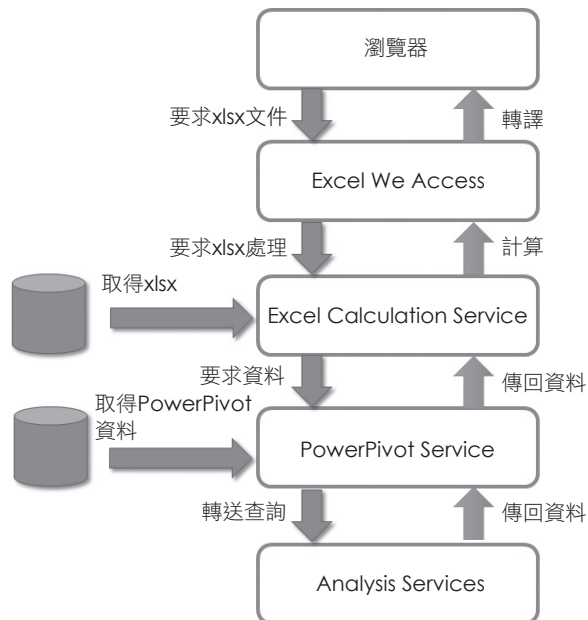 瀏覽器
要求xlsx文件
轉譯
Excel We Access
要求xlsx處理
計算
取得xlsx
Excel Calculation Service
要求資料
傳回資料
取得PowerPivot
資料
PowerPivot Service
轉送查詢
傳回資料
Analysis Services